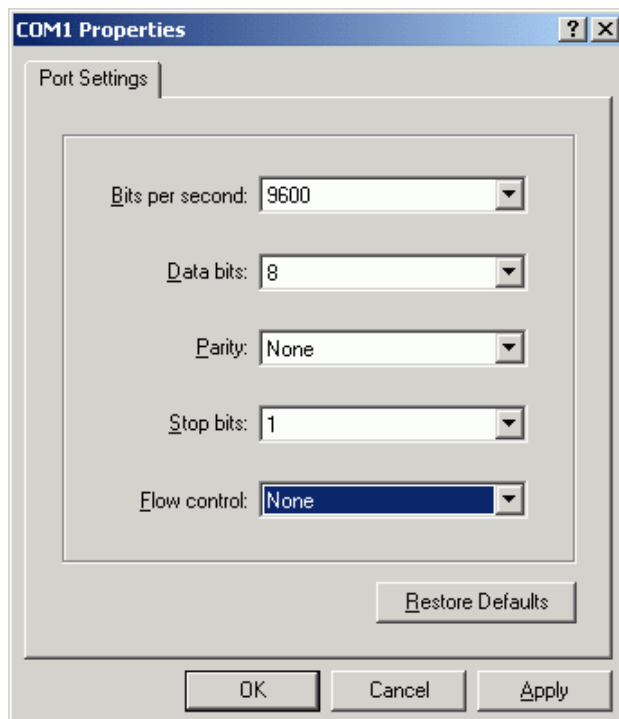 COM1 Properties
Port Settings
Bits per second: 9600
Data bits: 8
Parity: None
Stop bits: 1
Flow control: None
Restore Defaults
OK Cancel Apply